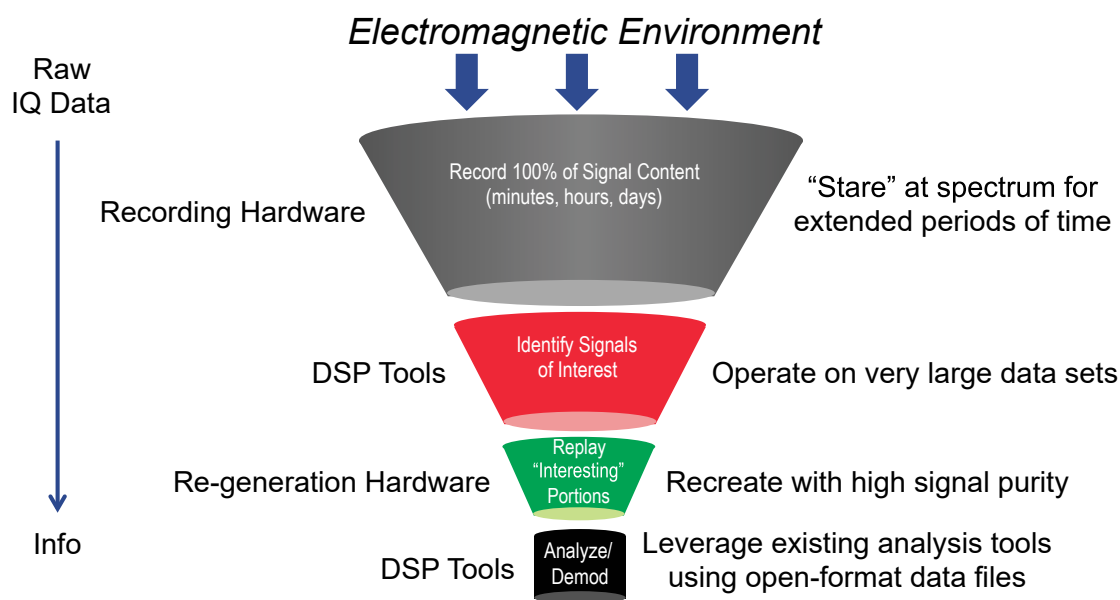 Electromagnetic Environment
Raw
IQ Data
Record 100% of Signal Content
(minutes, hours, days)
Recording Hardware
“Stare” at spectrum for
extended periods of time
Identify Signals
of Interest
DSP Tools
Operate on very large data sets
Replay
“Interesting”
Portions
Re-generation Hardware
Recreate with high signal purity
Info
Analyze/
Demod
DSP Tools
Leverage existing analysis tools
using open-format data files